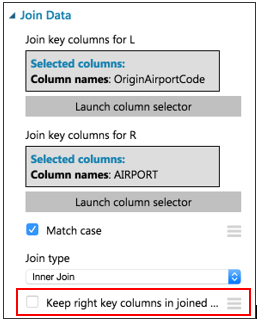 Join Data
Join key columns for L
Selected columns:
Column names: OriginAirportCode
Launch column selector
Join key columns for R
Selected columns:
Column names: AIRPORT
Launch column selector
Match case
Join type
Inner Join
Keep right key columns in joined ...